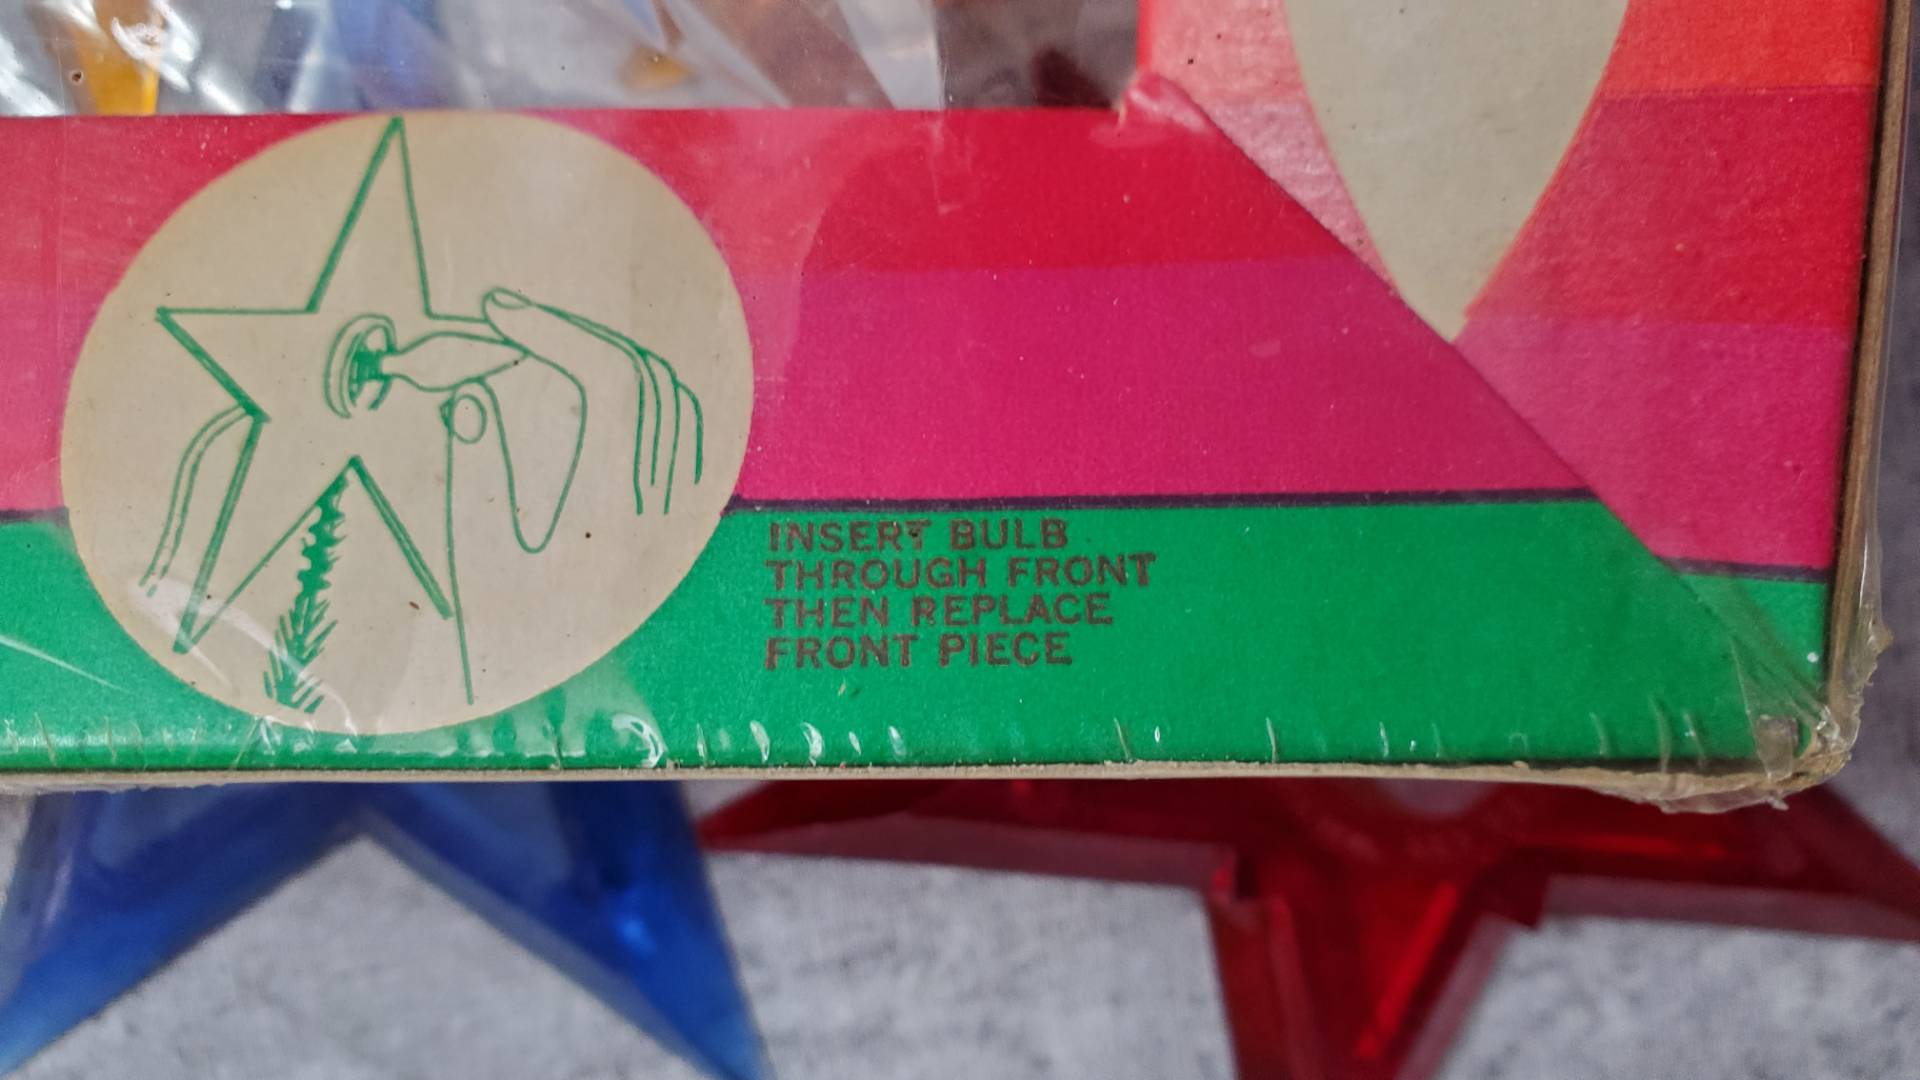 INSERT BULB
THROUGH FRONT
THEN REPLACE
FRONT PIECE